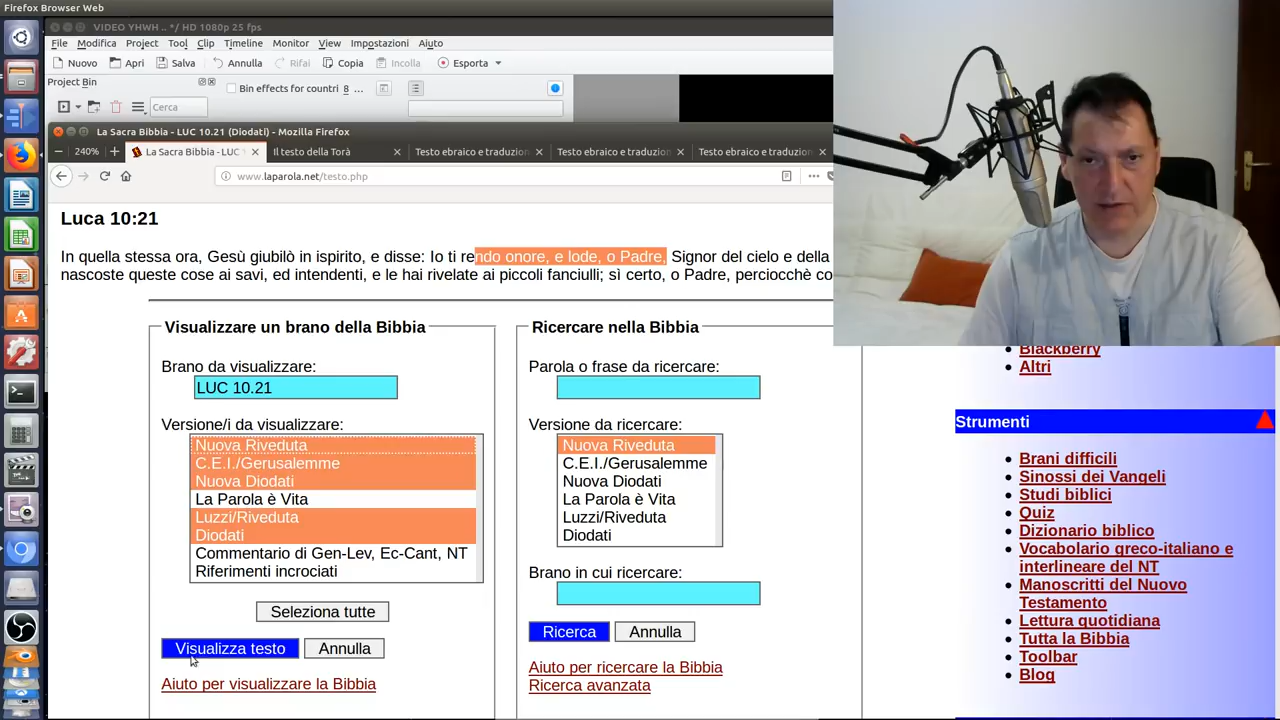 Firefox Browser Web
VIDEO YHWH .. */ HD 1080p 25 fps
File Modifica Project Tool Clip Timeline Monitor View Impostazioni Aiuto
Nuovo Apri Salva Annulla Rifai Copia Incolla Esporta
Project Bin
Bin effects for countri 8 ...
Cerca
La Sacra Bibbia - LUC 10.21 (Diodati) - Mozilla Firefox
240% La Sacra Bibbia - LUC Il testo della Torà Testo ebraico e traduzion Testo ebraico e traduzion Testo ebraico e traduzion
www.laparola.net/testo.php
Luca 10:21
In quella stessa ora, Gesù giubilò in ispirito, e disse: Io ti rendo onore, e lode, o Padre, Signor del cielo e della
nascoste queste cose ai savi, ed intendenti, e le hai rivelate ai piccoli fanciulli; sì certo, o Padre, perciocchè co
Visualizzare un brano della Bibbia
Brano da visualizzare:
LUC 10.21
Versione/i da visualizzare:
Nuova Riveduta
C.E.I./Gerusalemme
Nuova Diodati
La Parola è Vita
Luzzi/Riveduta
Diodati
Commentario di Gen-Lev, Ec-Cant, NT
Riferimenti incrociati
Seleziona tutte
Visualizza testo Annulla
Aiuto per visualizzare la Bibbia
Ricercare nella Bibbia
Parola o frase da ricercare:
Versione da ricercare:
Nuova Riveduta
C.E.I./Gerusalemme
Nuova Diodati
La Parola è Vita
Luzzi/Riveduta
Diodati
Brano in cui ricercare:
Ricerca Annulla
Aiuto per ricercare la Bibbia
Ricerca avanzata
Blackberry
Altri
Strumenti
Brani difficili
Sinossi dei Vangeli
Studi biblici
Quiz
Dizionario biblico
Vocabolario greco-italiano e
interlineare del NT
Manoscritti del Nuovo
Testamento
Lettura quotidiana
Tutta la Bibbia
Toolbar
Blog